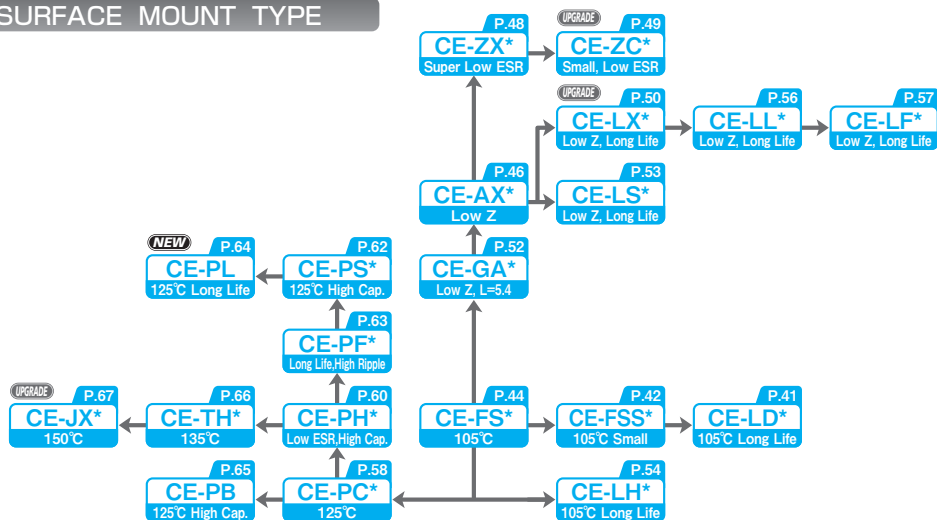 SURFACE MOUNT TYPE
P.48
CE-ZX*
Super Low ESR
UPGRADE
P.49
CE-ZC*
Small, Low ESR
UPGRADE
P.50
CE-LX*
Low Z, Long Life
P.56
CE-LL*
Low Z, Long Life
P.57
CE-LF*
Low Z, Long Life
P.46
CE-AX*
Low Z
P.53
CE-LS*
Low Z, Long Life
NEW
P.64
CE-PL
125℃ Long Life
P.62
CE-PS*
125℃ High Cap.
P.52
CE-GA*
Low Z, L=5.4
P.63
CE-PF*
Long Life,High Ripple
UPGRADE
P.67
CE-JX*
150℃
P.66
CE-TH*
135℃
P.60
CE-PH*
Low ESR,High Cap.
P.44
CE-FS*
105℃
P.42
CE-FSS*
105℃ Small
P.41
CE-LD*
105℃ Long Life
P.65
CE-PB
125℃ High Cap.
P.58
CE-PC*
125℃
P.54
CE-LH*
105℃ Long Life